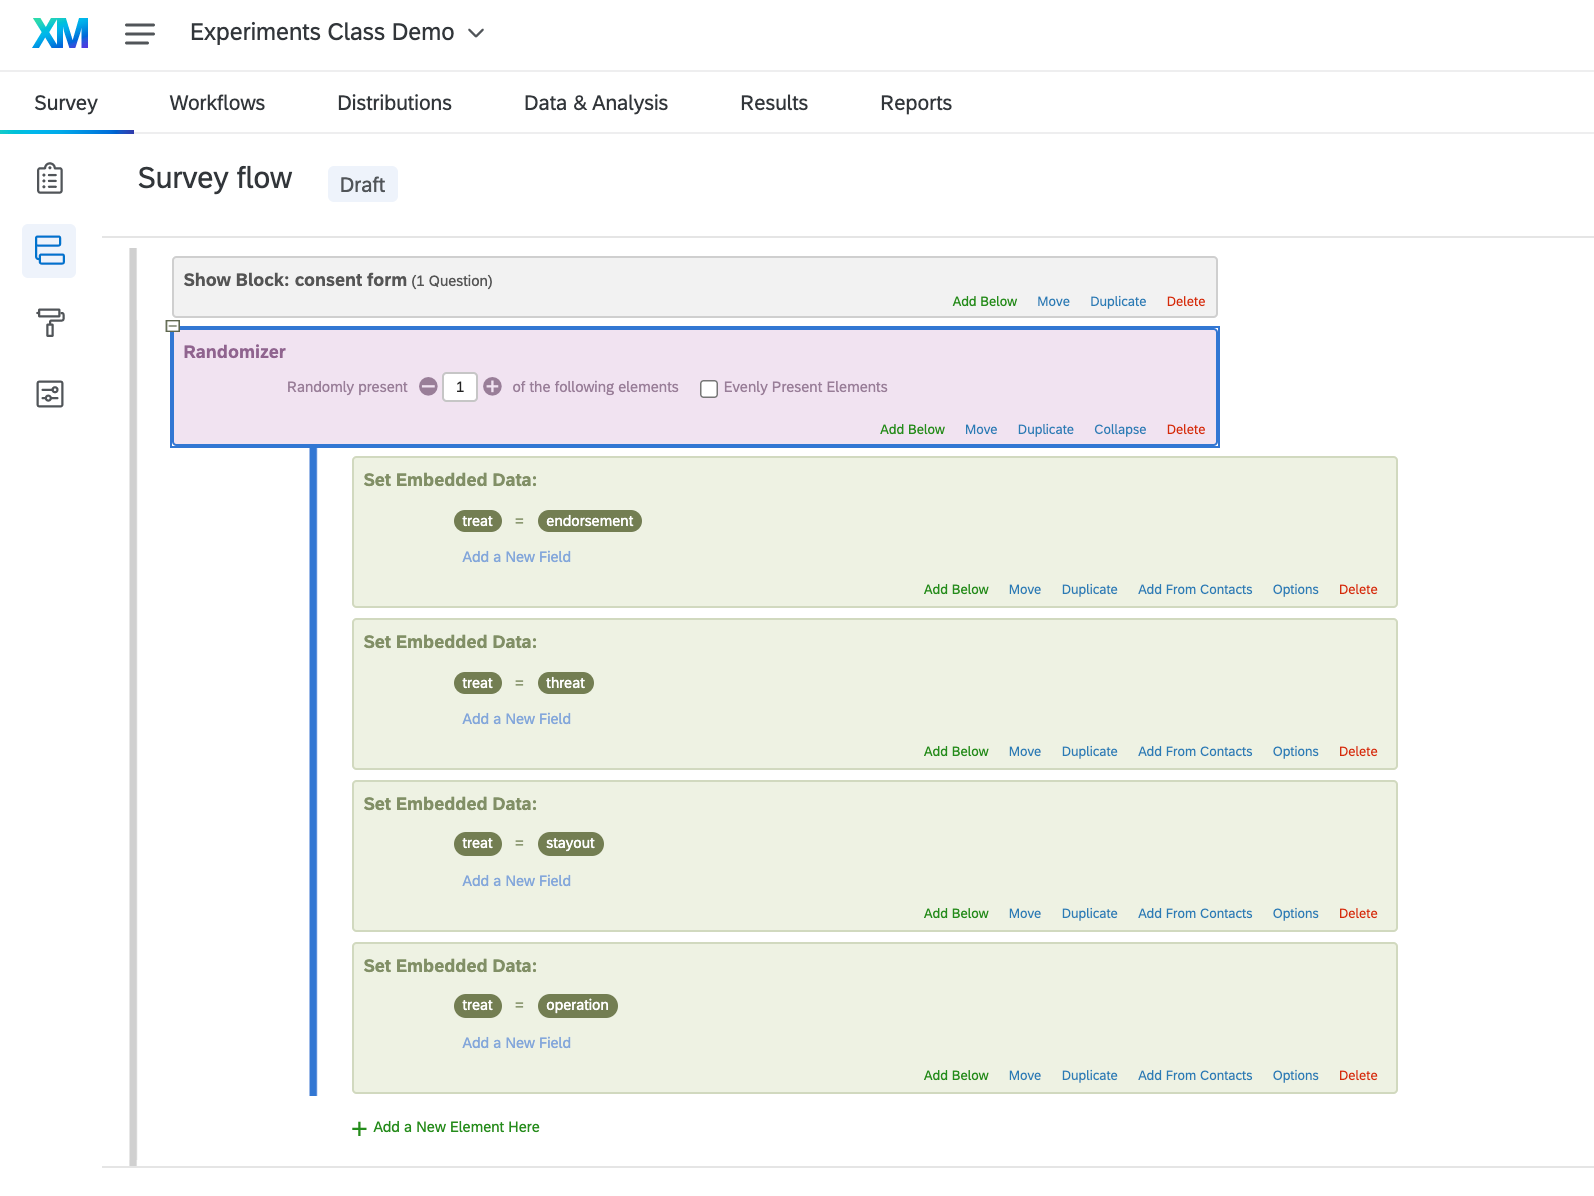 XM Experiments Class Demo
Survey Workflows Distributions Data & Analysis Results Reports
Survey flow Draft
Show Block: consent form (1 Question)
Add Below Move Duplicate Delete
Randomizer
Randomly present 1 of the following elements Evenly Present Elements
Add Below Move Duplicate Collapse Delete
Set Embedded Data:
treat = endorsement
Add a New Field
Add Below Move Duplicate Add From Contacts Options Delete
Set Embedded Data:
treat = threat
Add a New Field
Add Below Move Duplicate Add From Contacts Options Delete
Set Embedded Data:
treat = stayout
Add a New Field
Add Below Move Duplicate Add From Contacts Options Delete
Set Embedded Data:
treat = operation
Add a New Field
Add Below Move Duplicate Add From Contacts Options Delete
+ Add a New Element Here